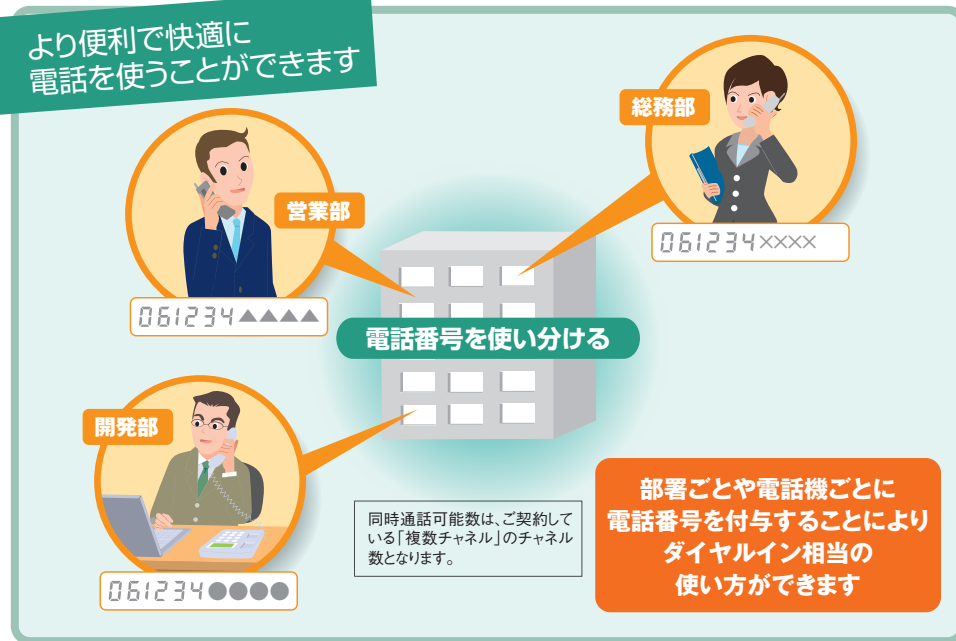 より便利で快適に
電話を使うことができます
総務部
061234××××
営業部
061234▲▲▲▲
電話番号を使い分ける
開発部
061234●●●●
同時通話可能数は、ご契約して
いる「複数チャネル」のチャネル
数となります。
部署ごとや電話機ごとに
電話番号を付与することにより
ダイヤルイン相当の
使い方ができます